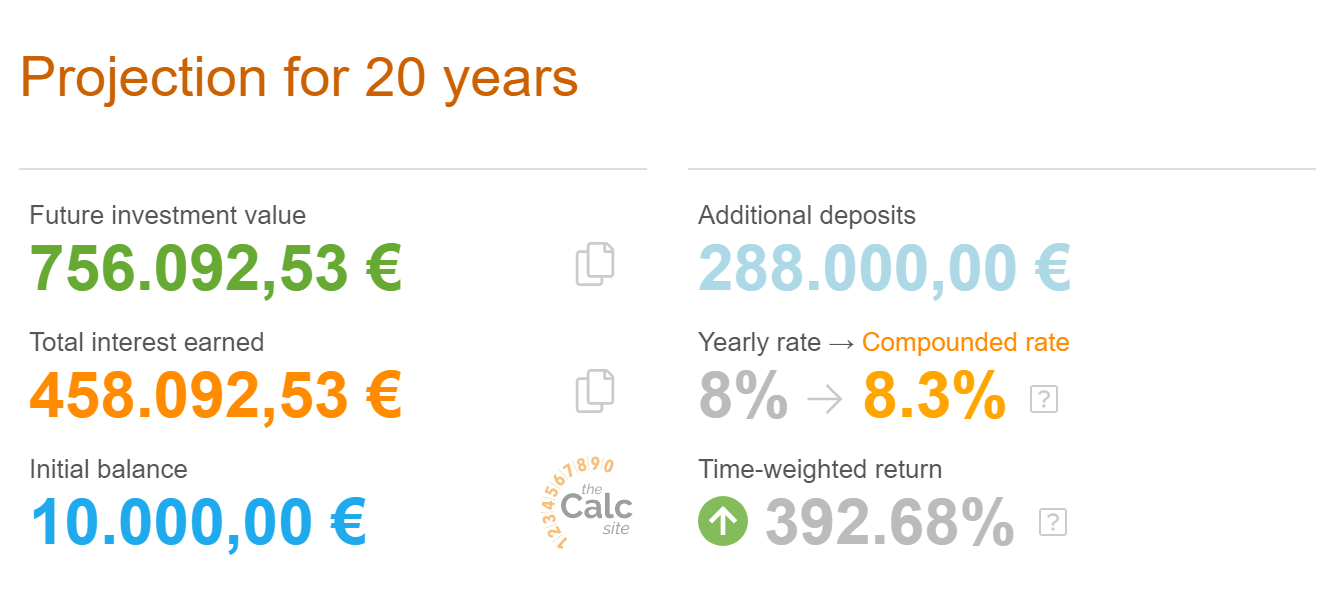 Projection for 20 years
Future investment value
756.092,53 €
Additional deposits
288.000,00 €
Total interest earned
458.092,53 €
Yearly rate → Compounded rate
8% → 8.3% ?
Initial balance
10.000,00 €
1234567890
the
Calc
site
Time-weighted return
392.68% ?